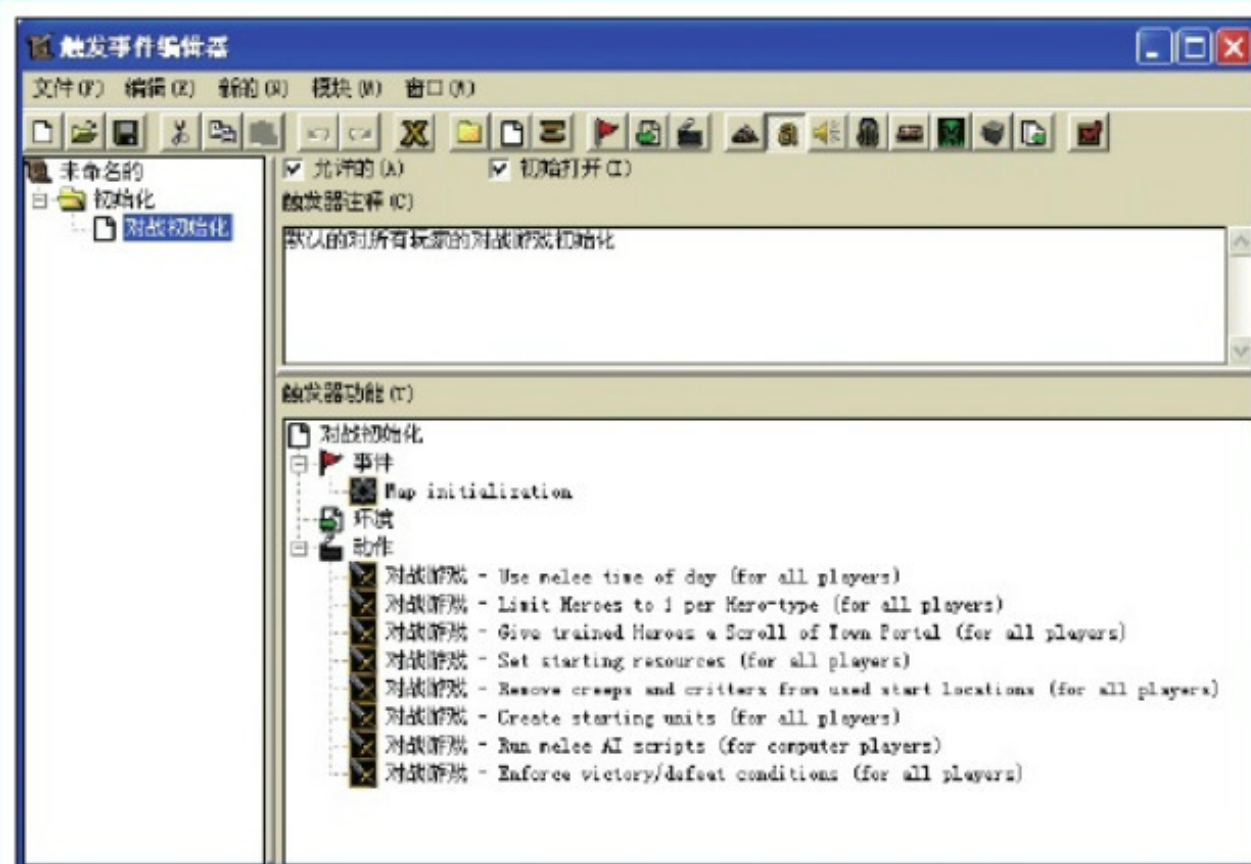 触发事件编辑器
文件(F) 编辑(E) 新的(N) 模块(M) 窗口(W)
未命名的
初始化
对战初始化
允许的(A) 初始打开(I)
触发器注释(C)
默认的对所有玩家的对战游戏初始化
触发器功能(T)
对战初始化
事件
Map initialization
环境
动作
对战游戏 - Use melee time of day (for all players)
对战游戏 - Limit Heroes to 1 per Hero-type (for all players)
对战游戏 - Give trained Heroes a Scroll of Town Portal (for all players)
对战游戏 - Set starting resources (for all players)
对战游戏 - Remove creeps and critters from used start locations (for all players)
对战游戏 - Create starting units (for all players)
对战游戏 - Run melee AI scripts (for computer players)
对战游戏 - Enforce victory/defeat conditions (for all players)